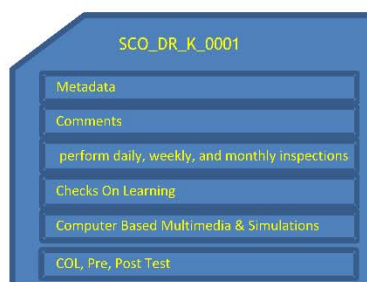 SCO_DR_K_0001
Metadata
Comments
perform daily, weekly, and monthly inspections
Checks On Learning
Computer Based Multimedia & Simulations
COL, Pre, Post Test